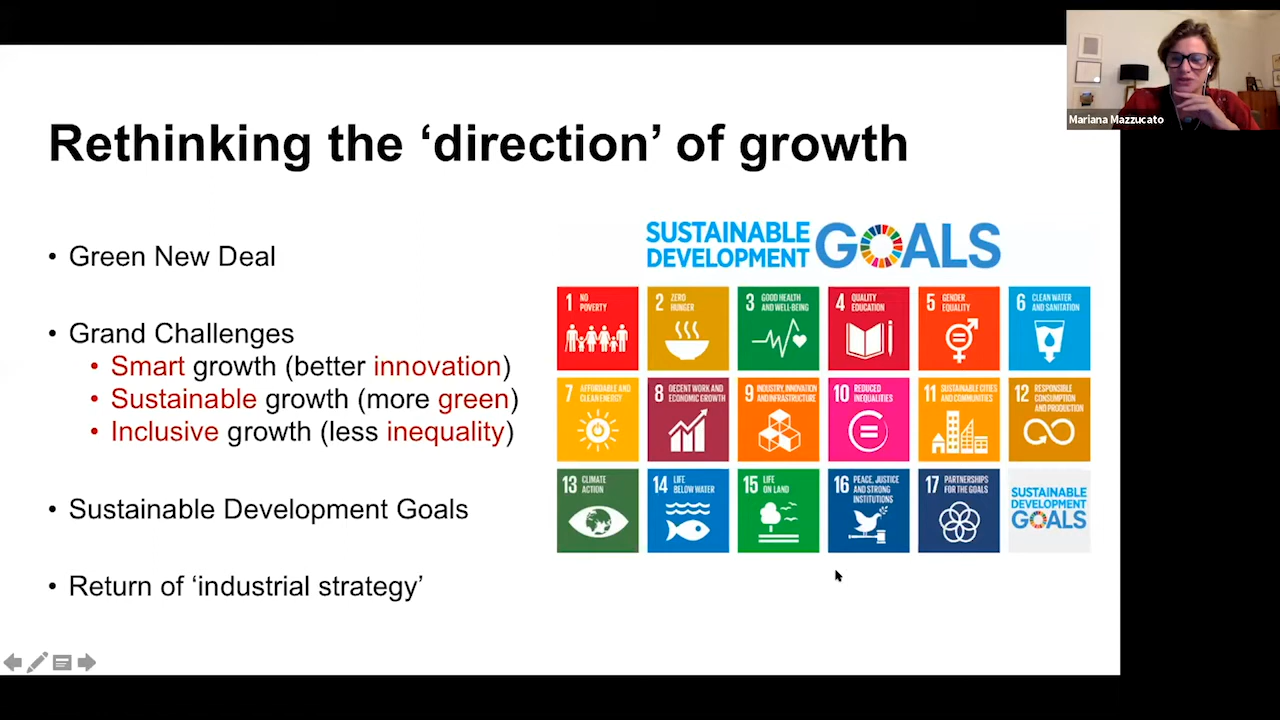 Mariana Mazzucato
Rethinking the ‘direction’ of growth
• Green New Deal
• Grand Challenges
• Smart growth (better innovation)
• Sustainable growth (more green)
• Inclusive growth (less inequality)
• Sustainable Development Goals
• Return of ‘industrial strategy’
SUSTAINABLE
DEVELOPMENT
GOALS
1 NO
POVERTY
2 ZERO
HUNGER
3 GOOD HEALTH
AND WELL-BEING
4 QUALITY
EDUCATION
5 GENDER
EQUALITY
6 CLEAN WATER
AND SANITATION
7 AFFORDABLE AND
CLEAN ENERGY
8 DECENT WORK AND
ECONOMIC GROWTH
9 INDUSTRY, INNOVATION
AND INFRASTRUCTURE
10 REDUCED
INEQUALITIES
11 SUSTAINABLE CITIES
AND COMMUNITIES
12 RESPONSIBLE
CONSUMPTION
AND PRODUCTION
13 CLIMATE
ACTION
14 LIFE
BELOW WATER
15 LIFE
ON LAND
16 PEACE, JUSTICE
AND STRONG
INSTITUTIONS
17 PARTNERSHIPS
FOR THE GOALS
SUSTAINABLE
DEVELOPMENT
GOALS